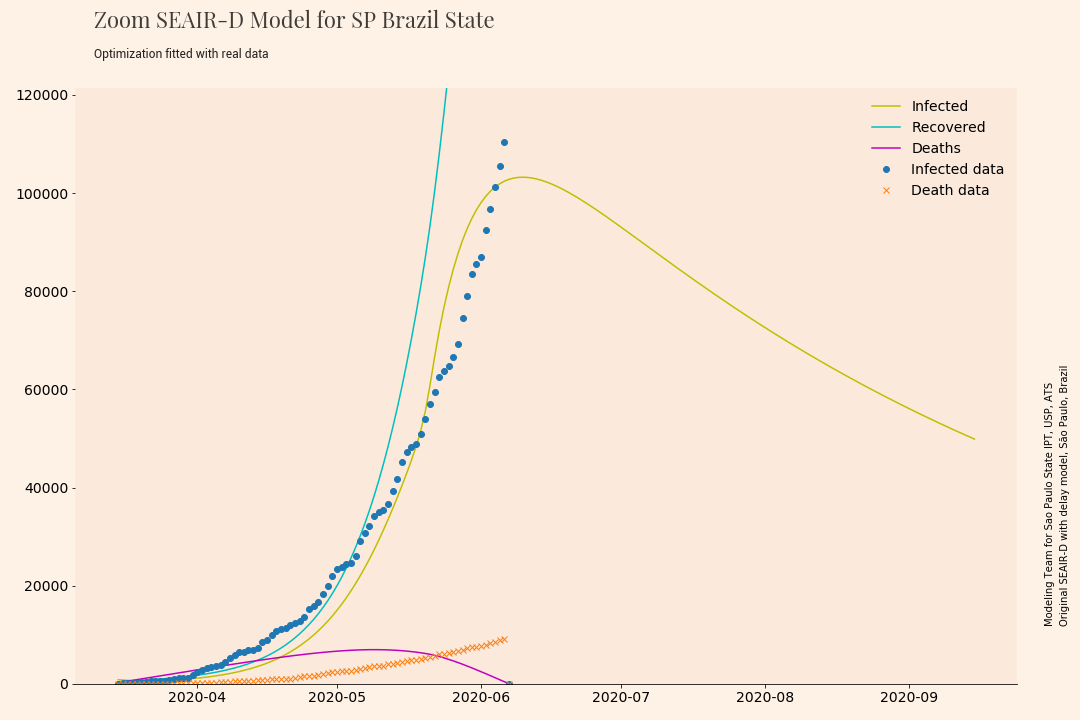 Zoom SEAIR-D Model for SP Brazil State
Optimization fitted with real data
120000
100000
80000
60000
40000
20000
0
Infected
Recovered
Deaths
Infected data
Death data
2020-04
2020-05
2020-06
2020-07
2020-08
2020-09
Modeling Team for Sao Paulo State IPT, USP, ATS
Original SEAIR-D with delay model, São Paulo, Brazil